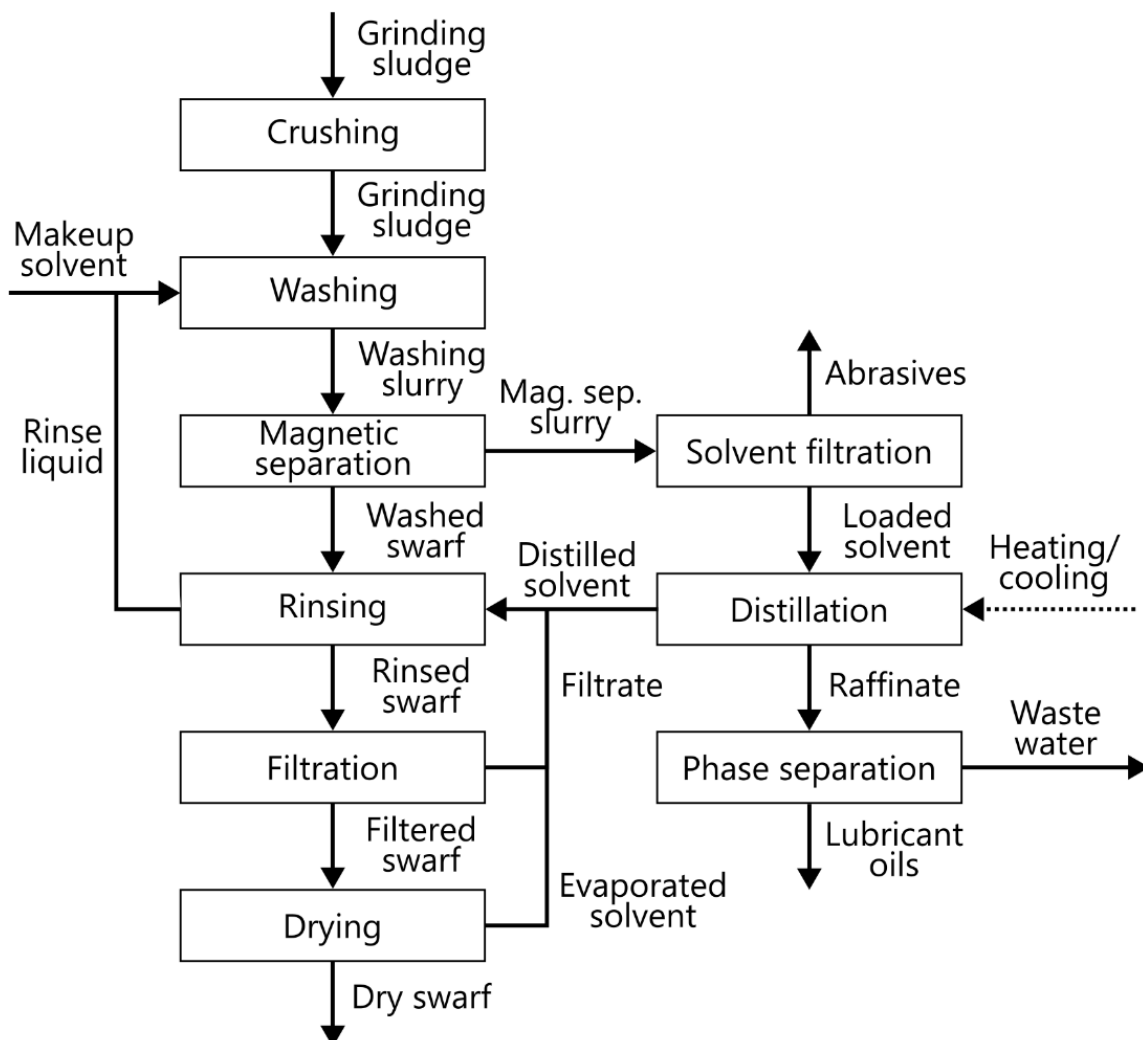 Grinding
sludge
Crushing
Grinding
sludge
Makeup
solvent
Washing
Washing
slurry
Mag. sep.
slurry
Abrasives
Rinse
liquid
Magnetic
separation
Solvent filtration
Washed
swarf
Distilled
solvent
Loaded
solvent
Heating/
cooling
Rinsing
Distillation
Rinsed
swarf
Filtrate
Raffinate
Waste
water
Filtration
Phase separation
Filtered
swarf
Evaporated
solvent
Lubricant
oils
Drying
Dry swarf